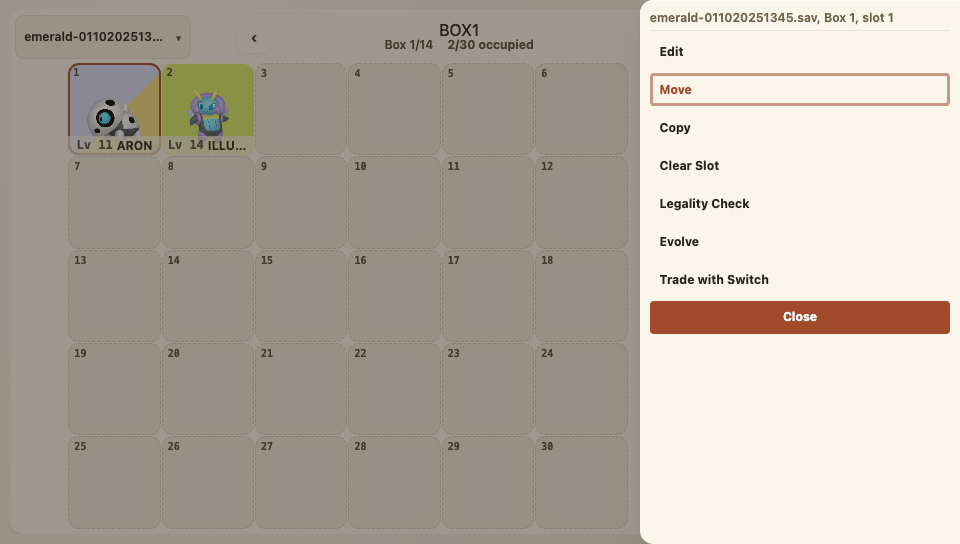 emerald-0110202513... ▾
‹
BOX1
Box 1/14 2/30 occupied
1
2
3
4
5
6
Lv 11 ARON
Lv 14 ILLU...
7
8
9
10
11
12
13
14
15
16
17
18
19
20
21
22
23
24
25
26
27
28
29
30
emerald-011020251345.sav, Box 1, slot 1
Edit
Move
Copy
Clear Slot
Legality Check
Evolve
Trade with Switch
Close